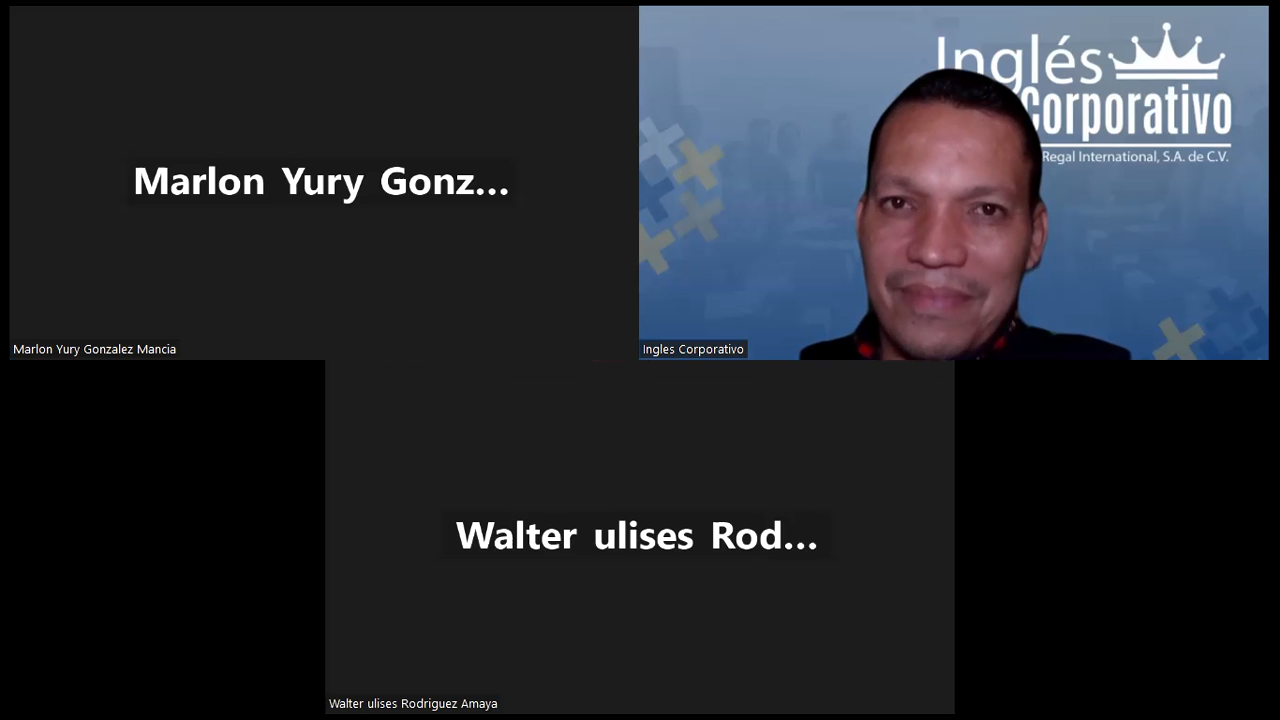 Marlon Yury Gonz...
Marlon Yury Gonzalez Mancia
Inglés
Corporativo
Regal International, S.A. de C.V.
Ingles Corporativo
Walter ulises Rod...
Walter ulises Rodriguez Amaya